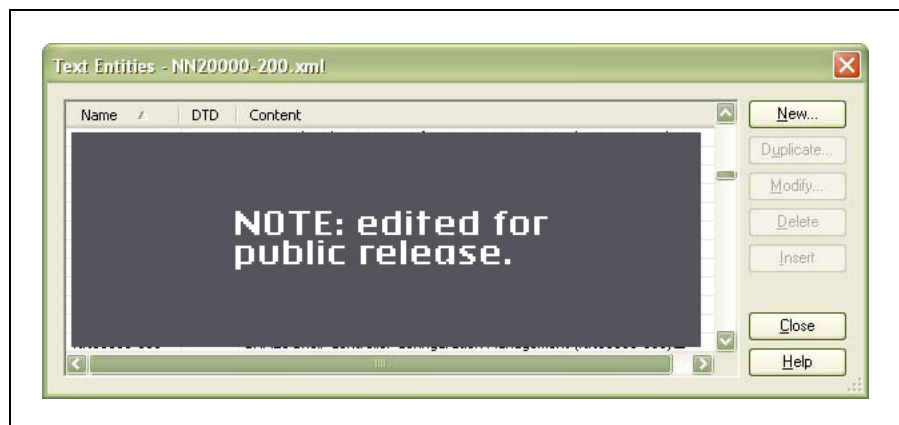 Text Entities - NN20000-200.xml
Name DTD Content
New...
Duplicate...
Modify...
Delete
Insert
NOTE: edited for
public release.
Close
Help